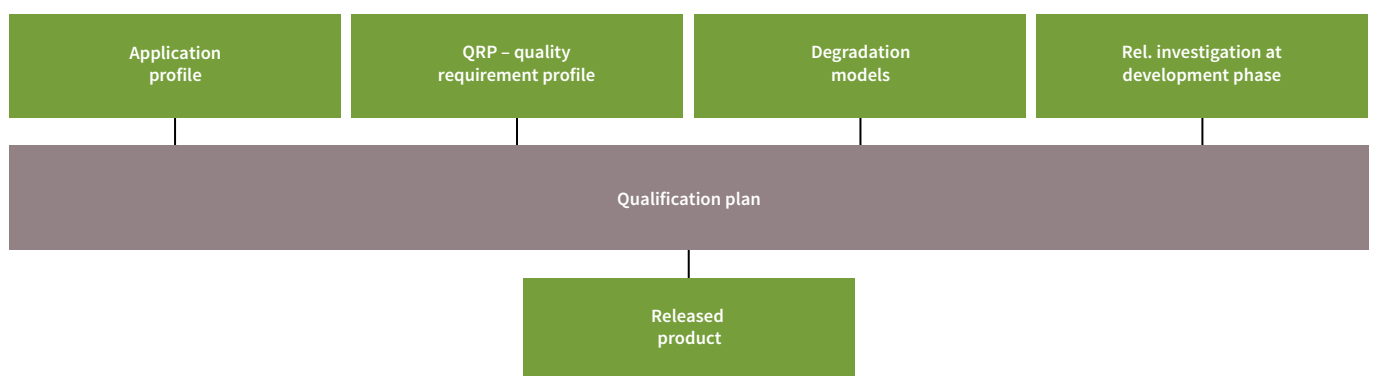 Application
profile
QRP – quality
requirement profile
Degradation
models
Rel. investigation at
development phase
Qualification plan
Released
product